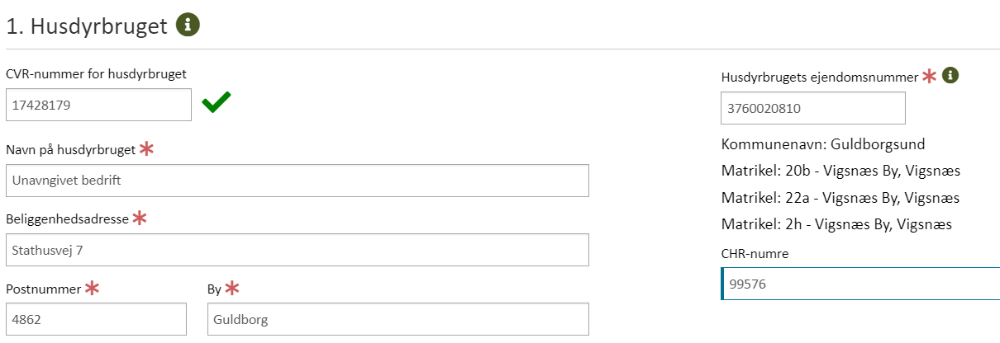 1. Husdyrbruget
CVR-nummer for husdyrbruget
17428179
Navn på husdyrbruget *
Unavngivet bedrift
Beliggenhedsadresse *
Stathusvej 7
Postnummer *
4862
By *
Guldborg
Husdyrbrugets ejendomsnummer *
3760020810
Kommunenavn: Guldborgsund
Matrikel: 20b - Vigsnæs By, Vigsnæs
Matrikel: 22a - Vigsnæs By, Vigsnæs
Matrikel: 2h - Vigsnæs By, Vigsnæs
CHR-numre
99576